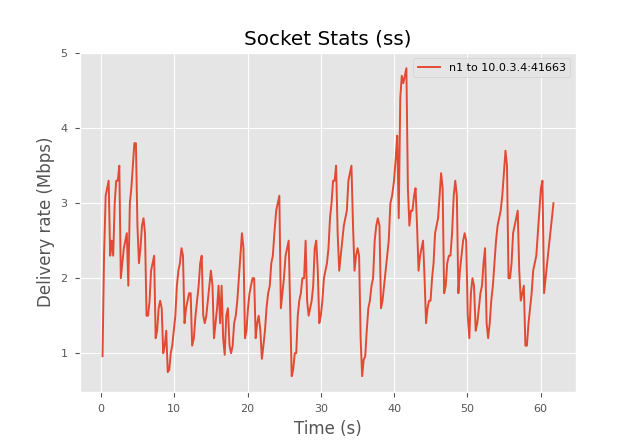 Socket Stats (ss)
n1 to 10.0.3.4:41663
Delivery rate (Mbps)
5
4
3
2
1
0 10 20 30 40 50 60
Time (s)